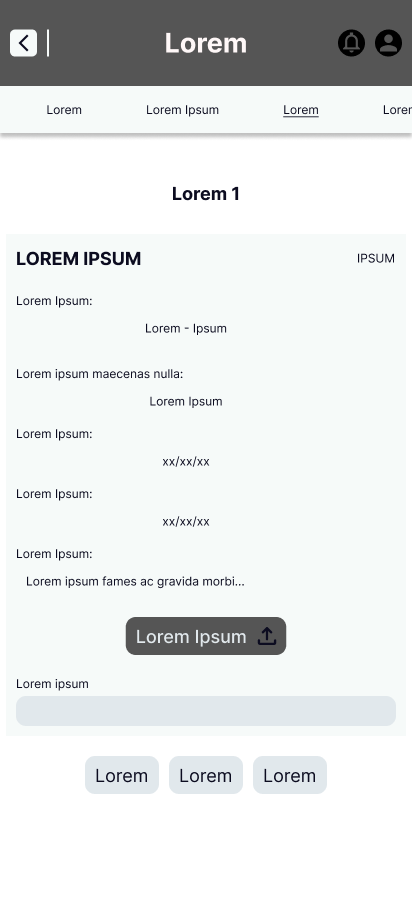 Lorem
Lorem Lorem Ipsum Lorem Lorer
Lorem 1
LOREM IPSUM IPSUM
Lorem Ipsum:
Lorem - Ipsum
Lorem ipsum maecenas nulla:
Lorem Ipsum
Lorem Ipsum:
xx/xx/xx
Lorem Ipsum:
xx/xx/xx
Lorem Ipsum:
Lorem ipsum fames ac gravida morbi...
Lorem Ipsum
Lorem ipsum
Lorem Lorem Lorem